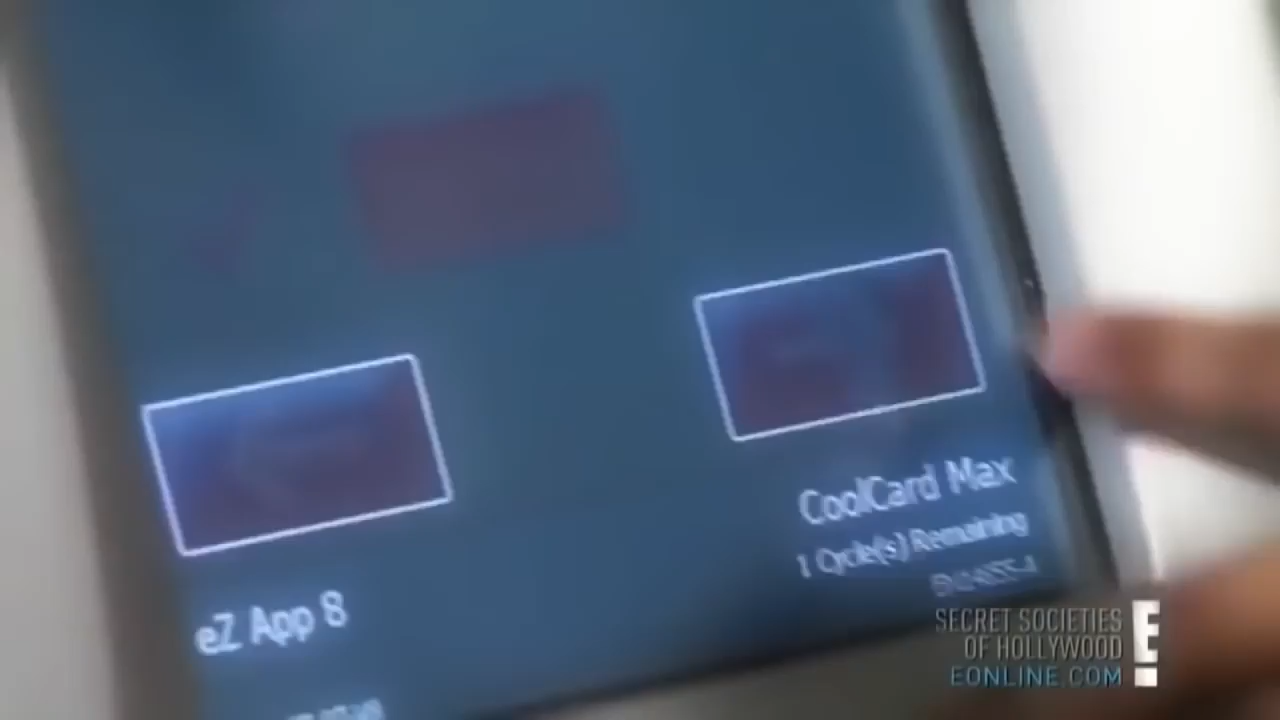 CoolCard Max
1 Cycle(s) Remaining
eZ App 8
SECRET SOCIETIES
OF HOLLYWOOD
EONLINE.COM
E!